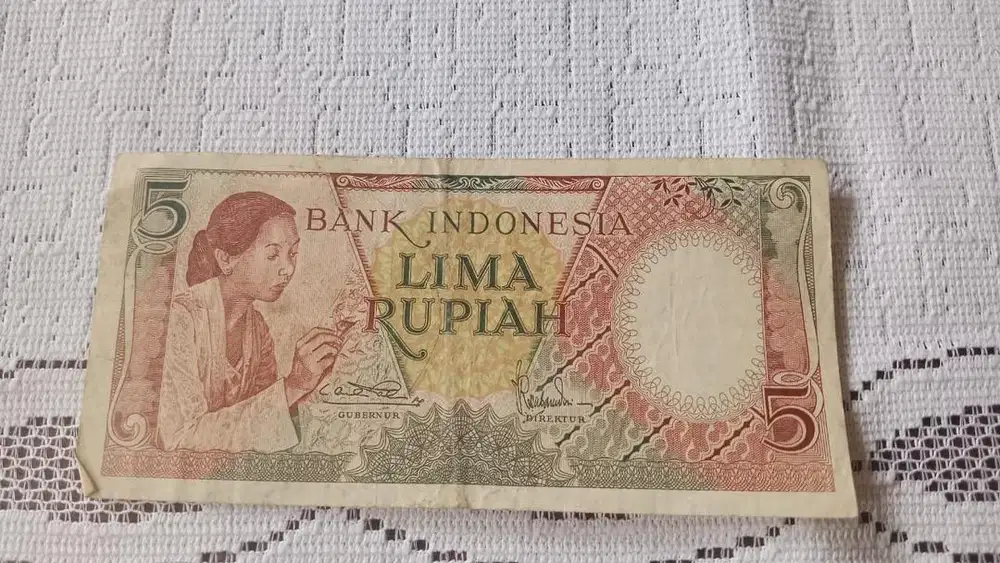 5
BANK INDONESIA
LIMA
RUPIAH
GUBERNUR
DIREKTUR
5